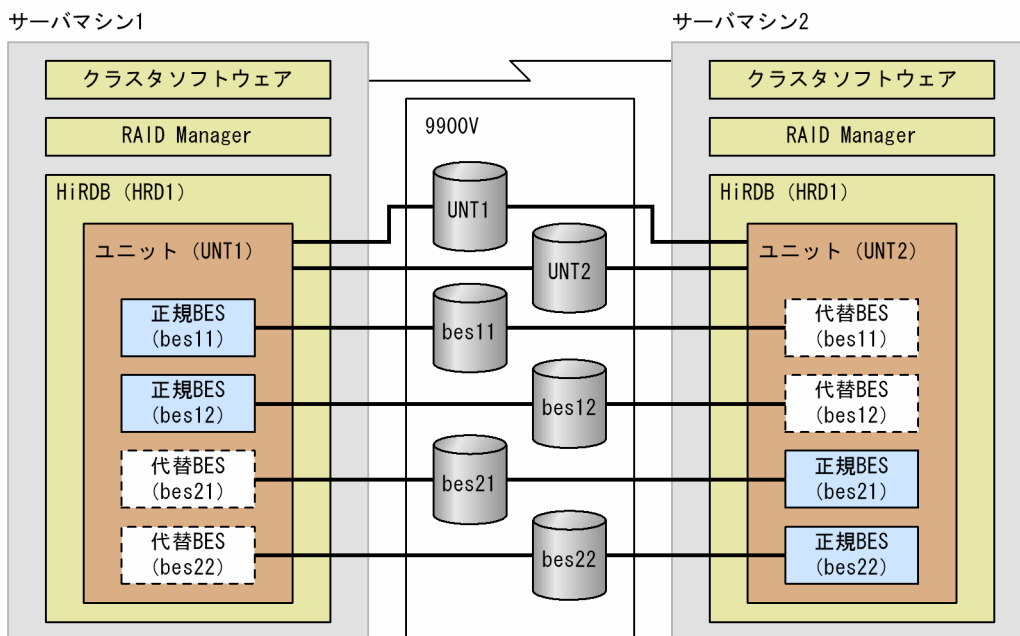 サーバマシン1
クラスタソフトウェア
RAID Manager
HiRDB (HRD1)
ユニット (UNT1)
正規BES
(bes11)
正規BES
(bes12)
代替BES
(bes21)
代替BES
(bes22)
9900V
UNT1
UNT2
bes11
bes12
bes21
bes22
サーバマシン2
クラスタソフトウェア
RAID Manager
HiRDB (HRD1)
ユニット (UNT2)
代替BES
(bes11)
代替BES
(bes12)
正規BES
(bes21)
正規BES
(bes22)